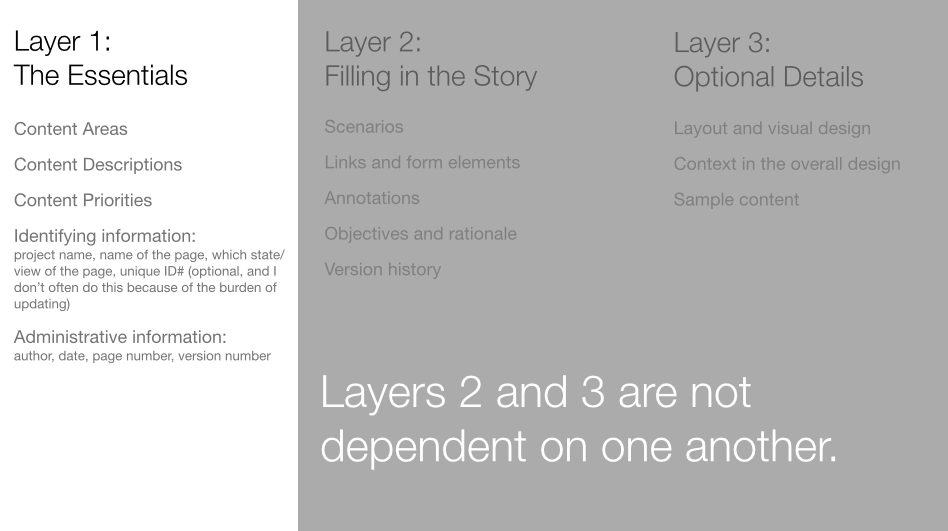 Layer 1:
The Essentials
Content Areas
Content Descriptions
Content Priorities
Identifying information:
project name, name of the page, which state/
view of the page, unique ID# (optional, and I
don’t often do this because of the burden of
updating)
Administrative information:
author, date, page number, version number
Layer 2:
Filling in the Story
Scenarios
Links and form elements
Annotations
Objectives and rationale
Version history
Layer 3:
Optional Details
Layout and visual design
Context in the overall design
Sample content
Layers 2 and 3 are not
dependent on one another.